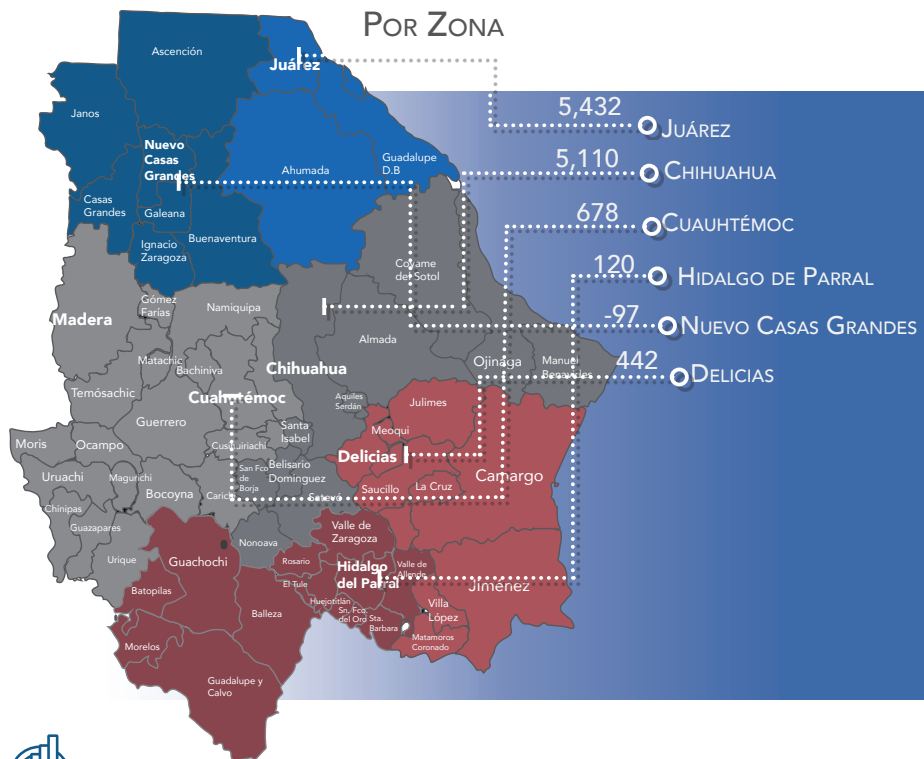 Por Zona
Ascención
Juárez
Janos
Nuevo
Casas
Grandes
Ahumada
Guadalupe
D.B
Casas
Grandes
Galeana
Ignacio
Zaragoza
Buenaventura
5,432
Juárez
5,110
Chihuahua
678
Cuauhtémoc
120
Hidalgo de Parral
-97
Nuevo Casas Grandes
442
Delicias
Coyame
del Sotol
Gómez
Farías
Namiquipa
Madera
Almada
Ojinaga
Manuel
Benavides
Matachic
Bachiniva
Chihuahua
Temósachic
Cuahutémoc
Aquiles
Serdán
Julimes
Guerrero
Santa
Isabel
Meoqui
Moris
Ocampo
Cusihuiriachi
Delicias
Camargo
Uruachi
Magurichi
Bocoyna
Carichi
San Fco
de
Borja
Belisario
Dominguez
Satevó
Saucillo
La Cruz
Chínipas
Guazapares
Urique
Nonoava
Valle de
Zaragoza
Guachochi
Rosario
Hidalgo
del Parral
Valle de
Allende
Jiménez
Batopilas
El Tule
Balleza
Huejotitlán
Sn. Fco.
del Oro
Sta.
Barbara
Villa
López
Morelos
Matamoros
Coronado
Guadalupe y
Calvo